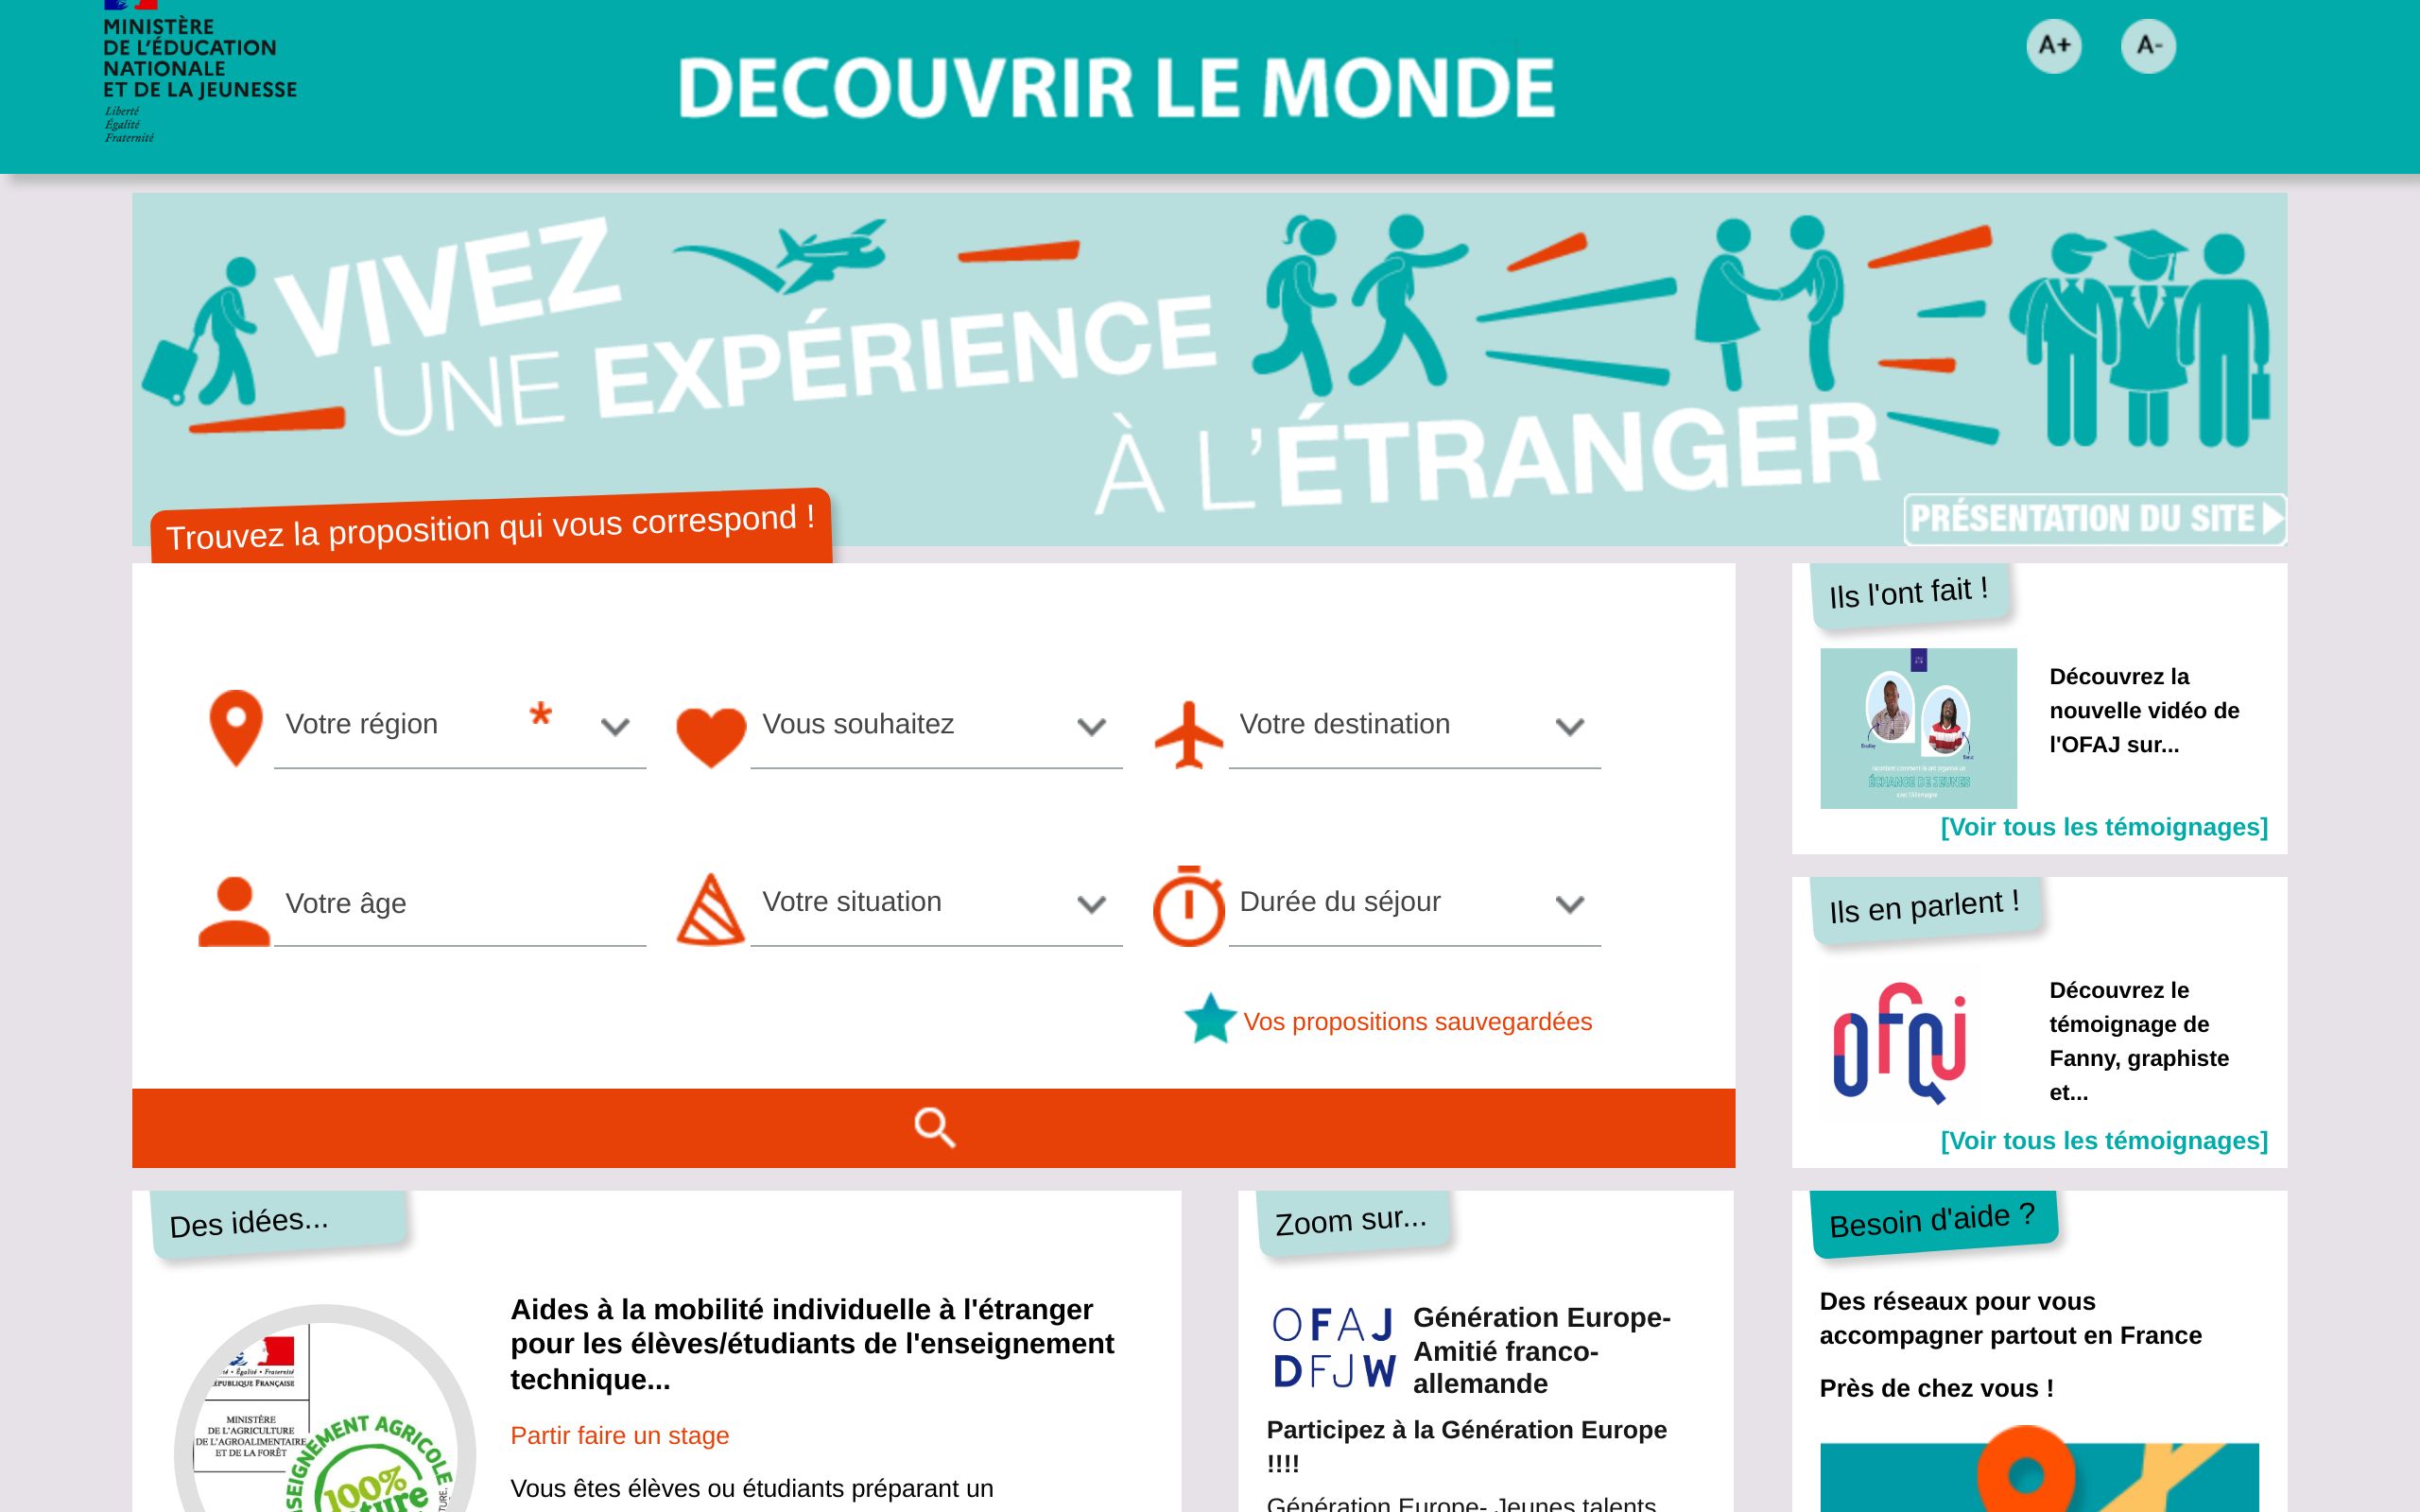 MINISTÈRE
DE L'ÉDUCATION
NATIONALE
ET DE LA JEUNESSE
Liberté
Égalité
Fraternité
DECOUVRIR LE MONDE
A+
A-
VIVEZ
UNE EXPÉRIENCE
À L'ÉTRANGER
PRÉSENTATION DU SITE
Trouvez la proposition qui vous correspond !
Votre région *
Vous souhaitez
Votre destination
Votre âge
Votre situation
Durée du séjour
Vos propositions sauvegardées
Ils l'ont fait !
ÉCHANGE DE JEUNES
Découvrez la
nouvelle vidéo de
l'OFAJ sur...
[Voir tous les témoignages]
Ils en parlent !
ofaj
Découvrez le
témoignage de
Fanny, graphiste
et...
[Voir tous les témoignages]
Des idées...
MINISTÈRE
DE L'AGRICULTURE
DE L'AGROALIMENTAIRE
ET DE LA FORÊT
100%
Aides à la mobilité individuelle à l'étranger
pour les élèves/étudiants de l'enseignement
technique...
Partir faire un stage
Vous êtes élèves ou étudiants préparant un
Zoom sur...
OFAJ
DFJW
Génération Europe-
Amitié franco-
allemande
Participez à la Génération Europe
!!!!
Génération Europe- Jeunes talents
Besoin d'aide ?
Des réseaux pour vous
accompagner partout en France
Près de chez vous !